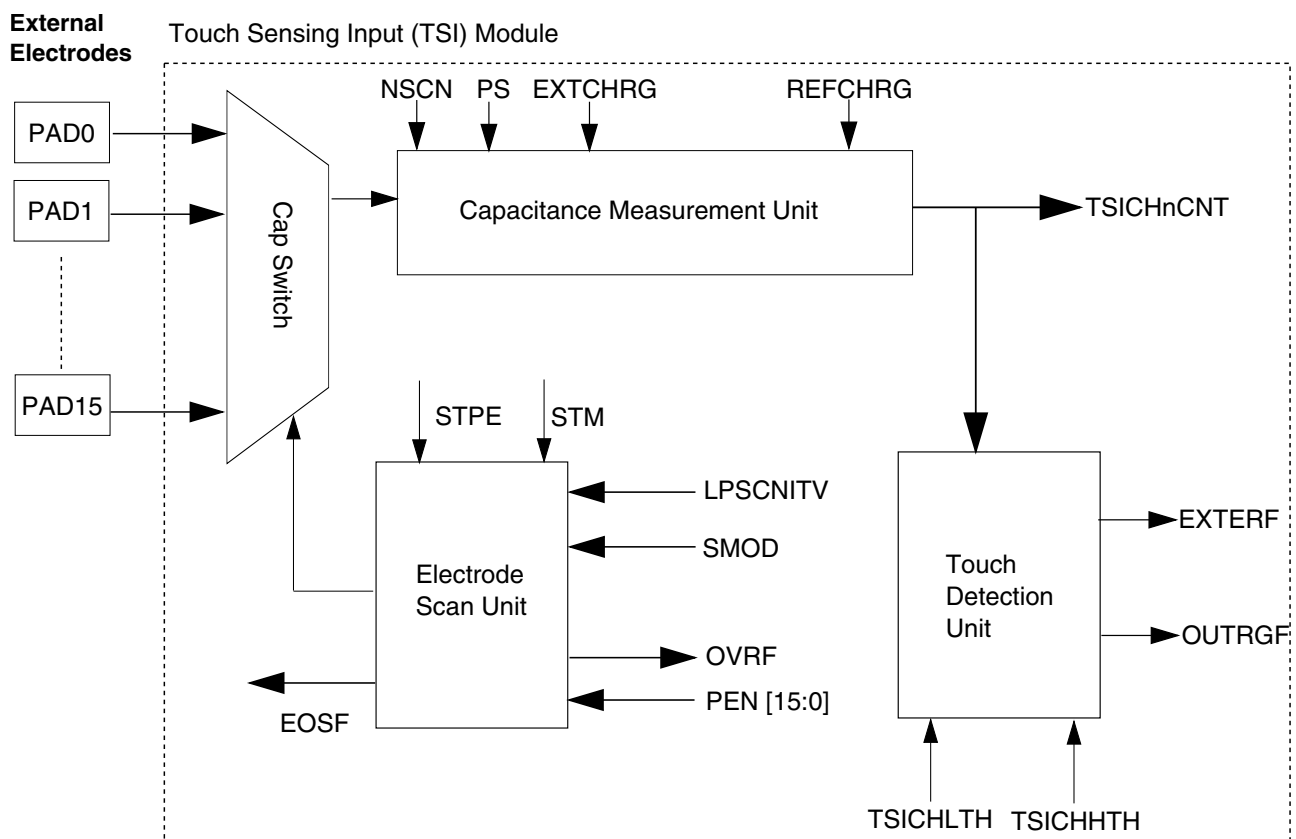 External
Electrodes
Touch Sensing Input (TSI) Module
NSCN PS EXTCHRG REFCHRG
PAD0
PAD1
PAD15
Cap Switch
Capacitance Measurement Unit
TSICHnCNT
STPE STM
LPSCNITV
SMOD
Electrode
Scan Unit
OVRF
PEN [15:0]
EOSF
Touch
Detection
Unit
EXTERF
OUTRGF
TSICHLTH TSICHHTH